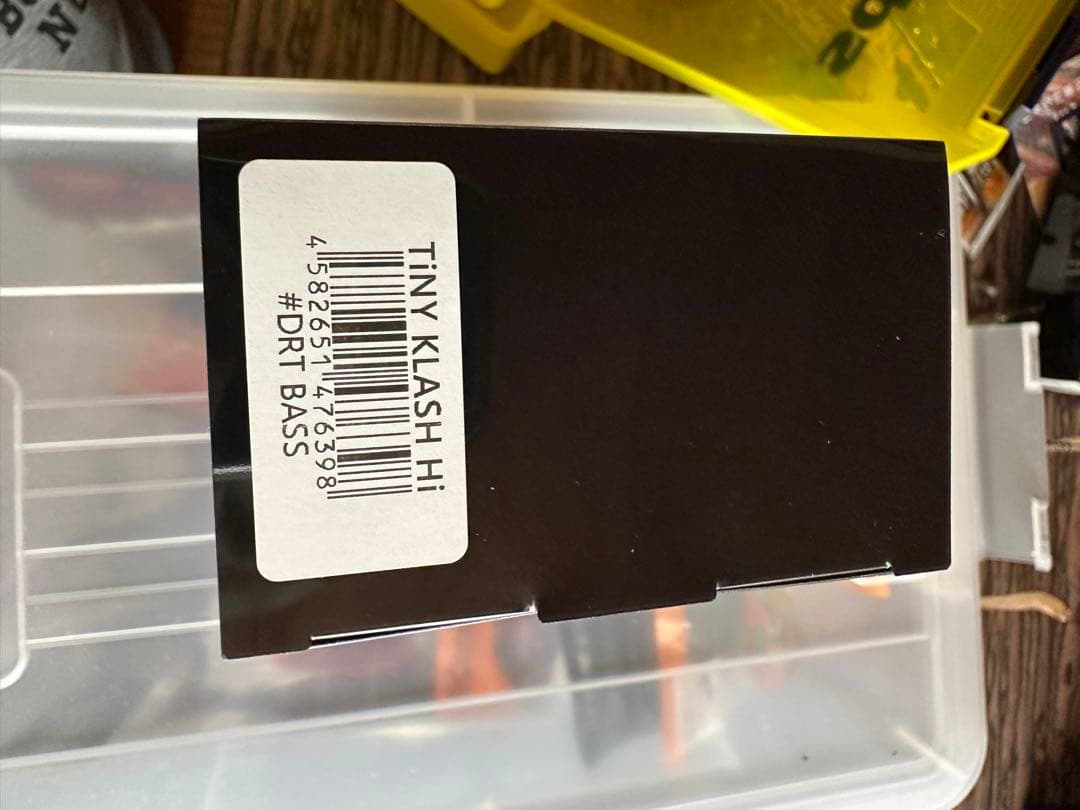 TiNY KLASH Hi
4 582651 476398
#DRT BASS